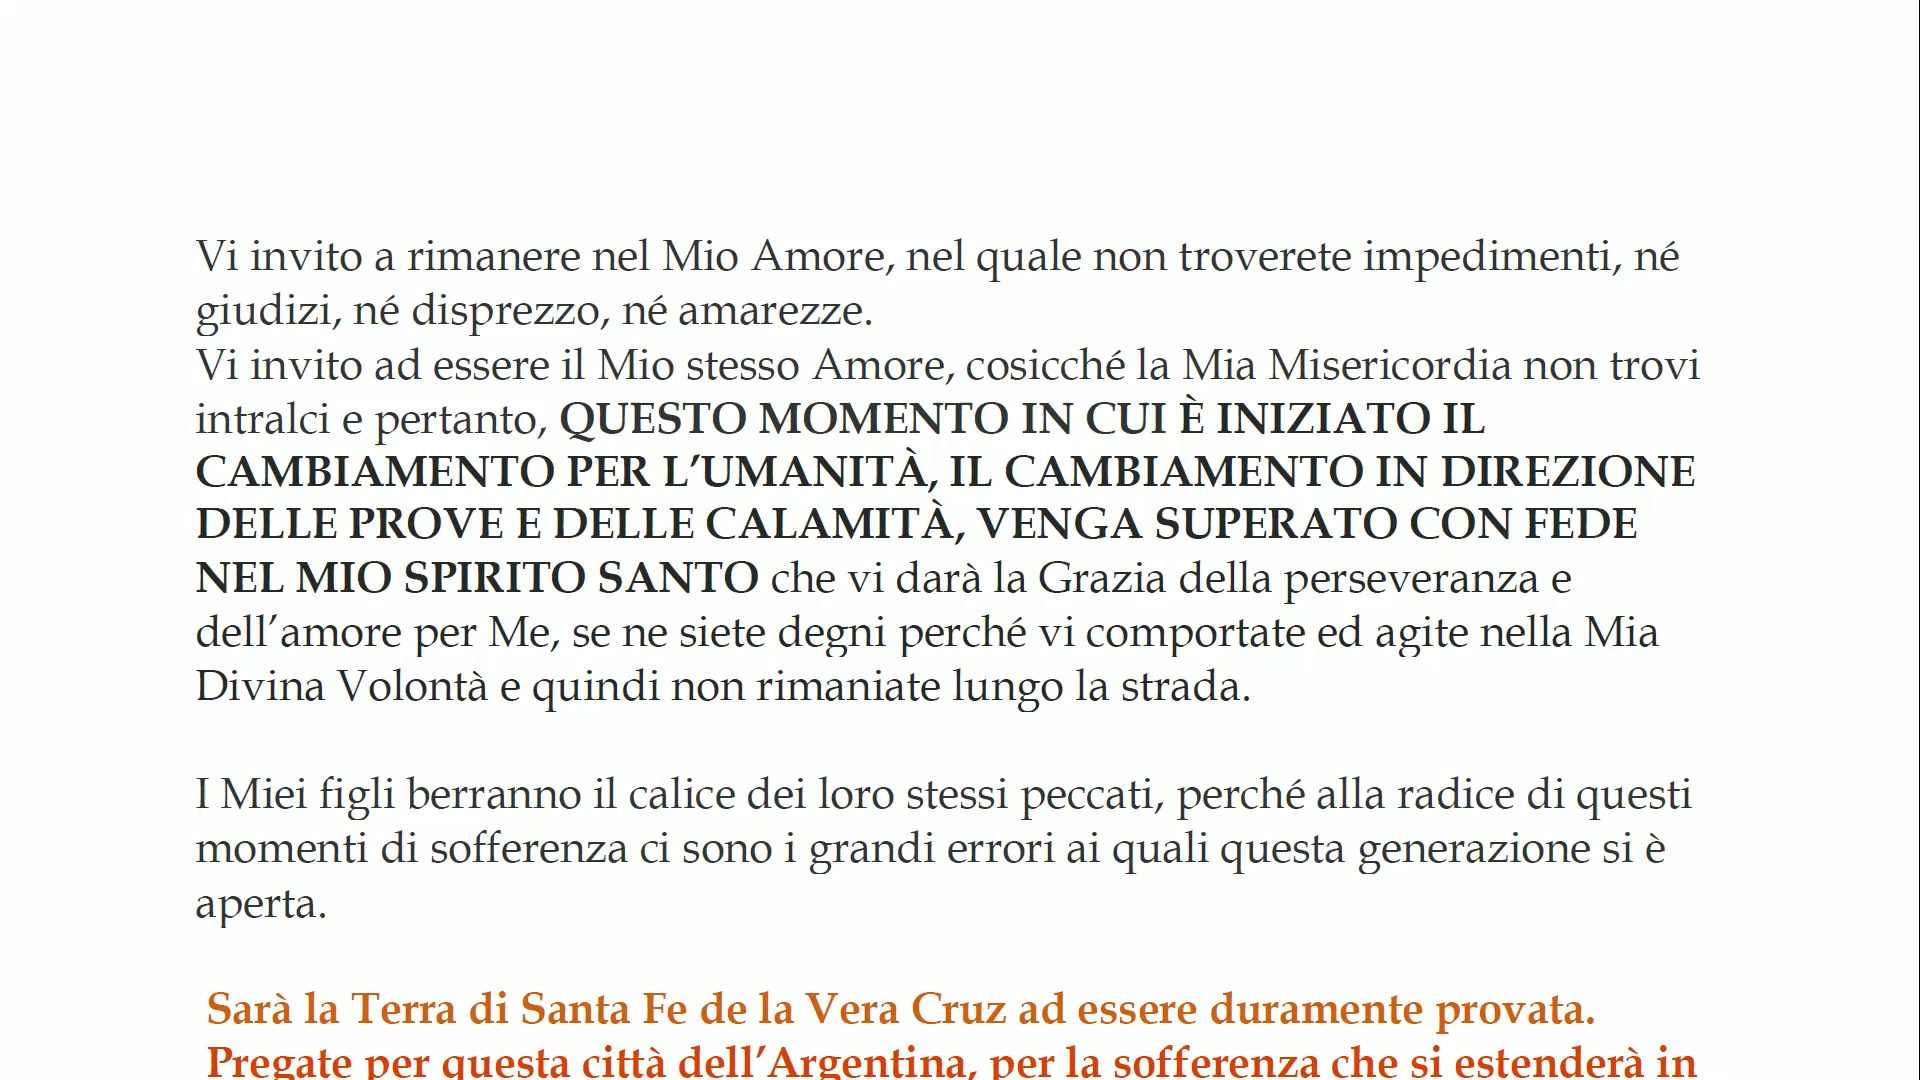 Vi invito a rimanere nel Mio Amore, nel quale non troverete impedimenti, né
giudizi, né disprezzo, né amarezze.
Vi invito ad essere il Mio stesso Amore, cosicché la Mia Misericordia non trovi
intralci e pertanto, QUESTO MOMENTO IN CUI È INIZIATO IL
CAMBIAMENTO PER L’UMANITÀ, IL CAMBIAMENTO IN DIREZIONE
DELLE PROVE E DELLE CALAMITÀ, VENGA SUPERATO CON FEDE
NEL MIO SPIRITO SANTO che vi darà la Grazia della perseveranza e
dell’amore per Me, se ne siete degni perché vi comportate ed agite nella Mia
Divina Volontà e quindi non rimaniate lungo la strada.
I Miei figli berranno il calice dei loro stessi peccati, perché alla radice di questi
momenti di sofferenza ci sono i grandi errori ai quali questa generazione si è
aperta.
Sarà la Terra di Santa Fe de la Vera Cruz ad essere duramente provata.
Pregate per questa città dell’Argentina, per la sofferenza che si estenderà in